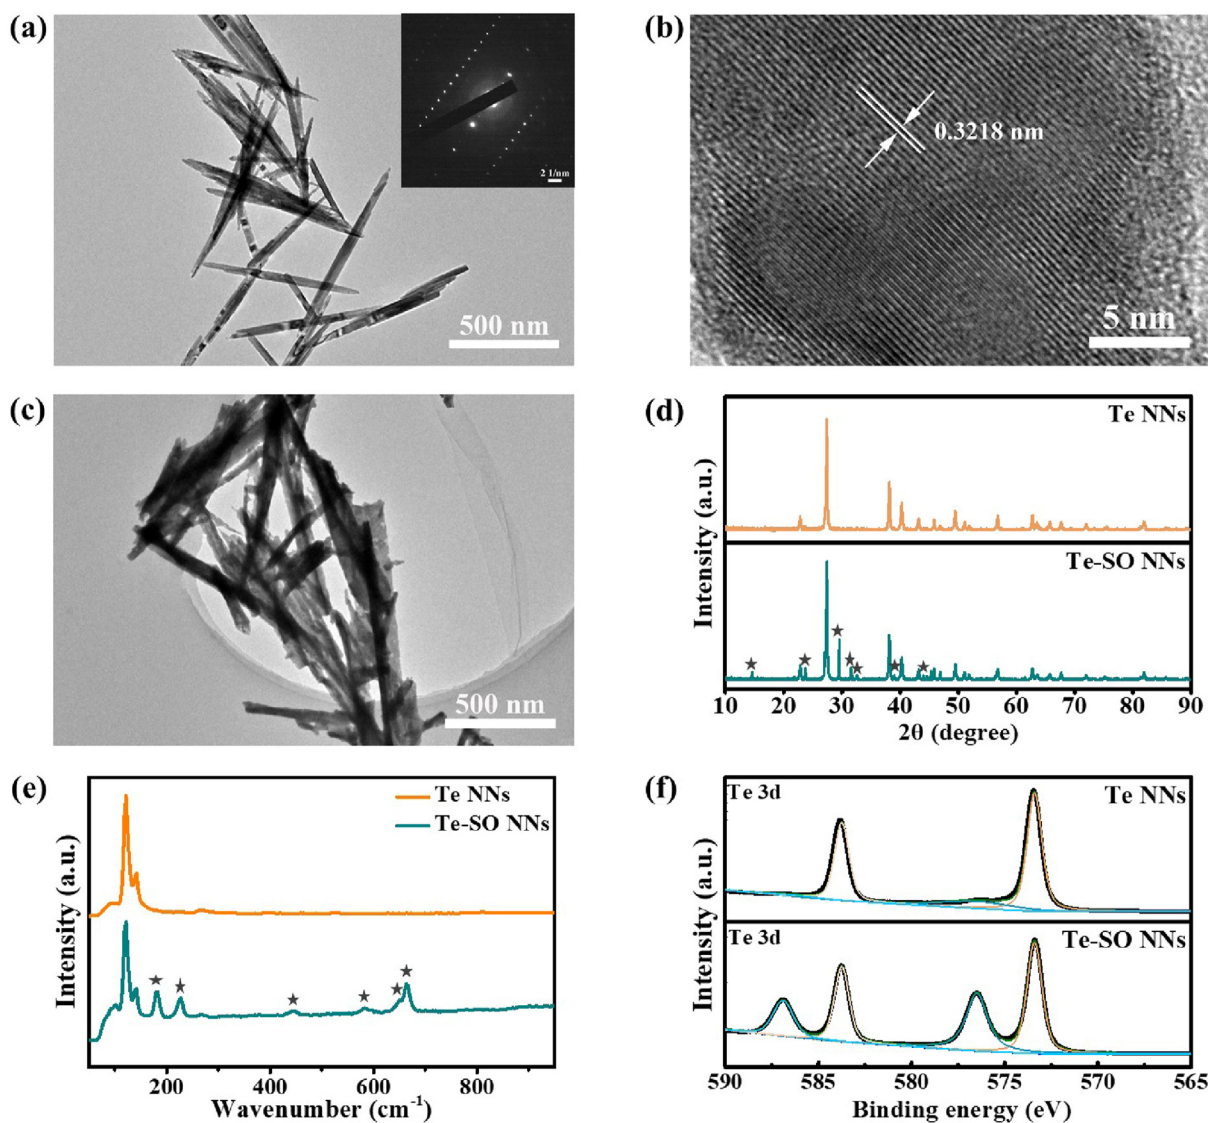 (a)
2 1/nm
500 nm
(b)
0.3218 nm
5 nm
(c)
500 nm
(d)
Te NNs
Te-SO NNs
Intensity (a.u.)
10 20 30 40 50 60 70 80 90
2θ (degree)
(e)
Te NNs
Te-SO NNs
Intensity (a.u.)
200 400 600 800
Wavenumber (cm⁻¹)
(f)
Te 3d
Te NNs
Te 3d
Te-SO NNs
Intensity (a.u.)
590 585 580 575 570 565
Binding energy (eV)